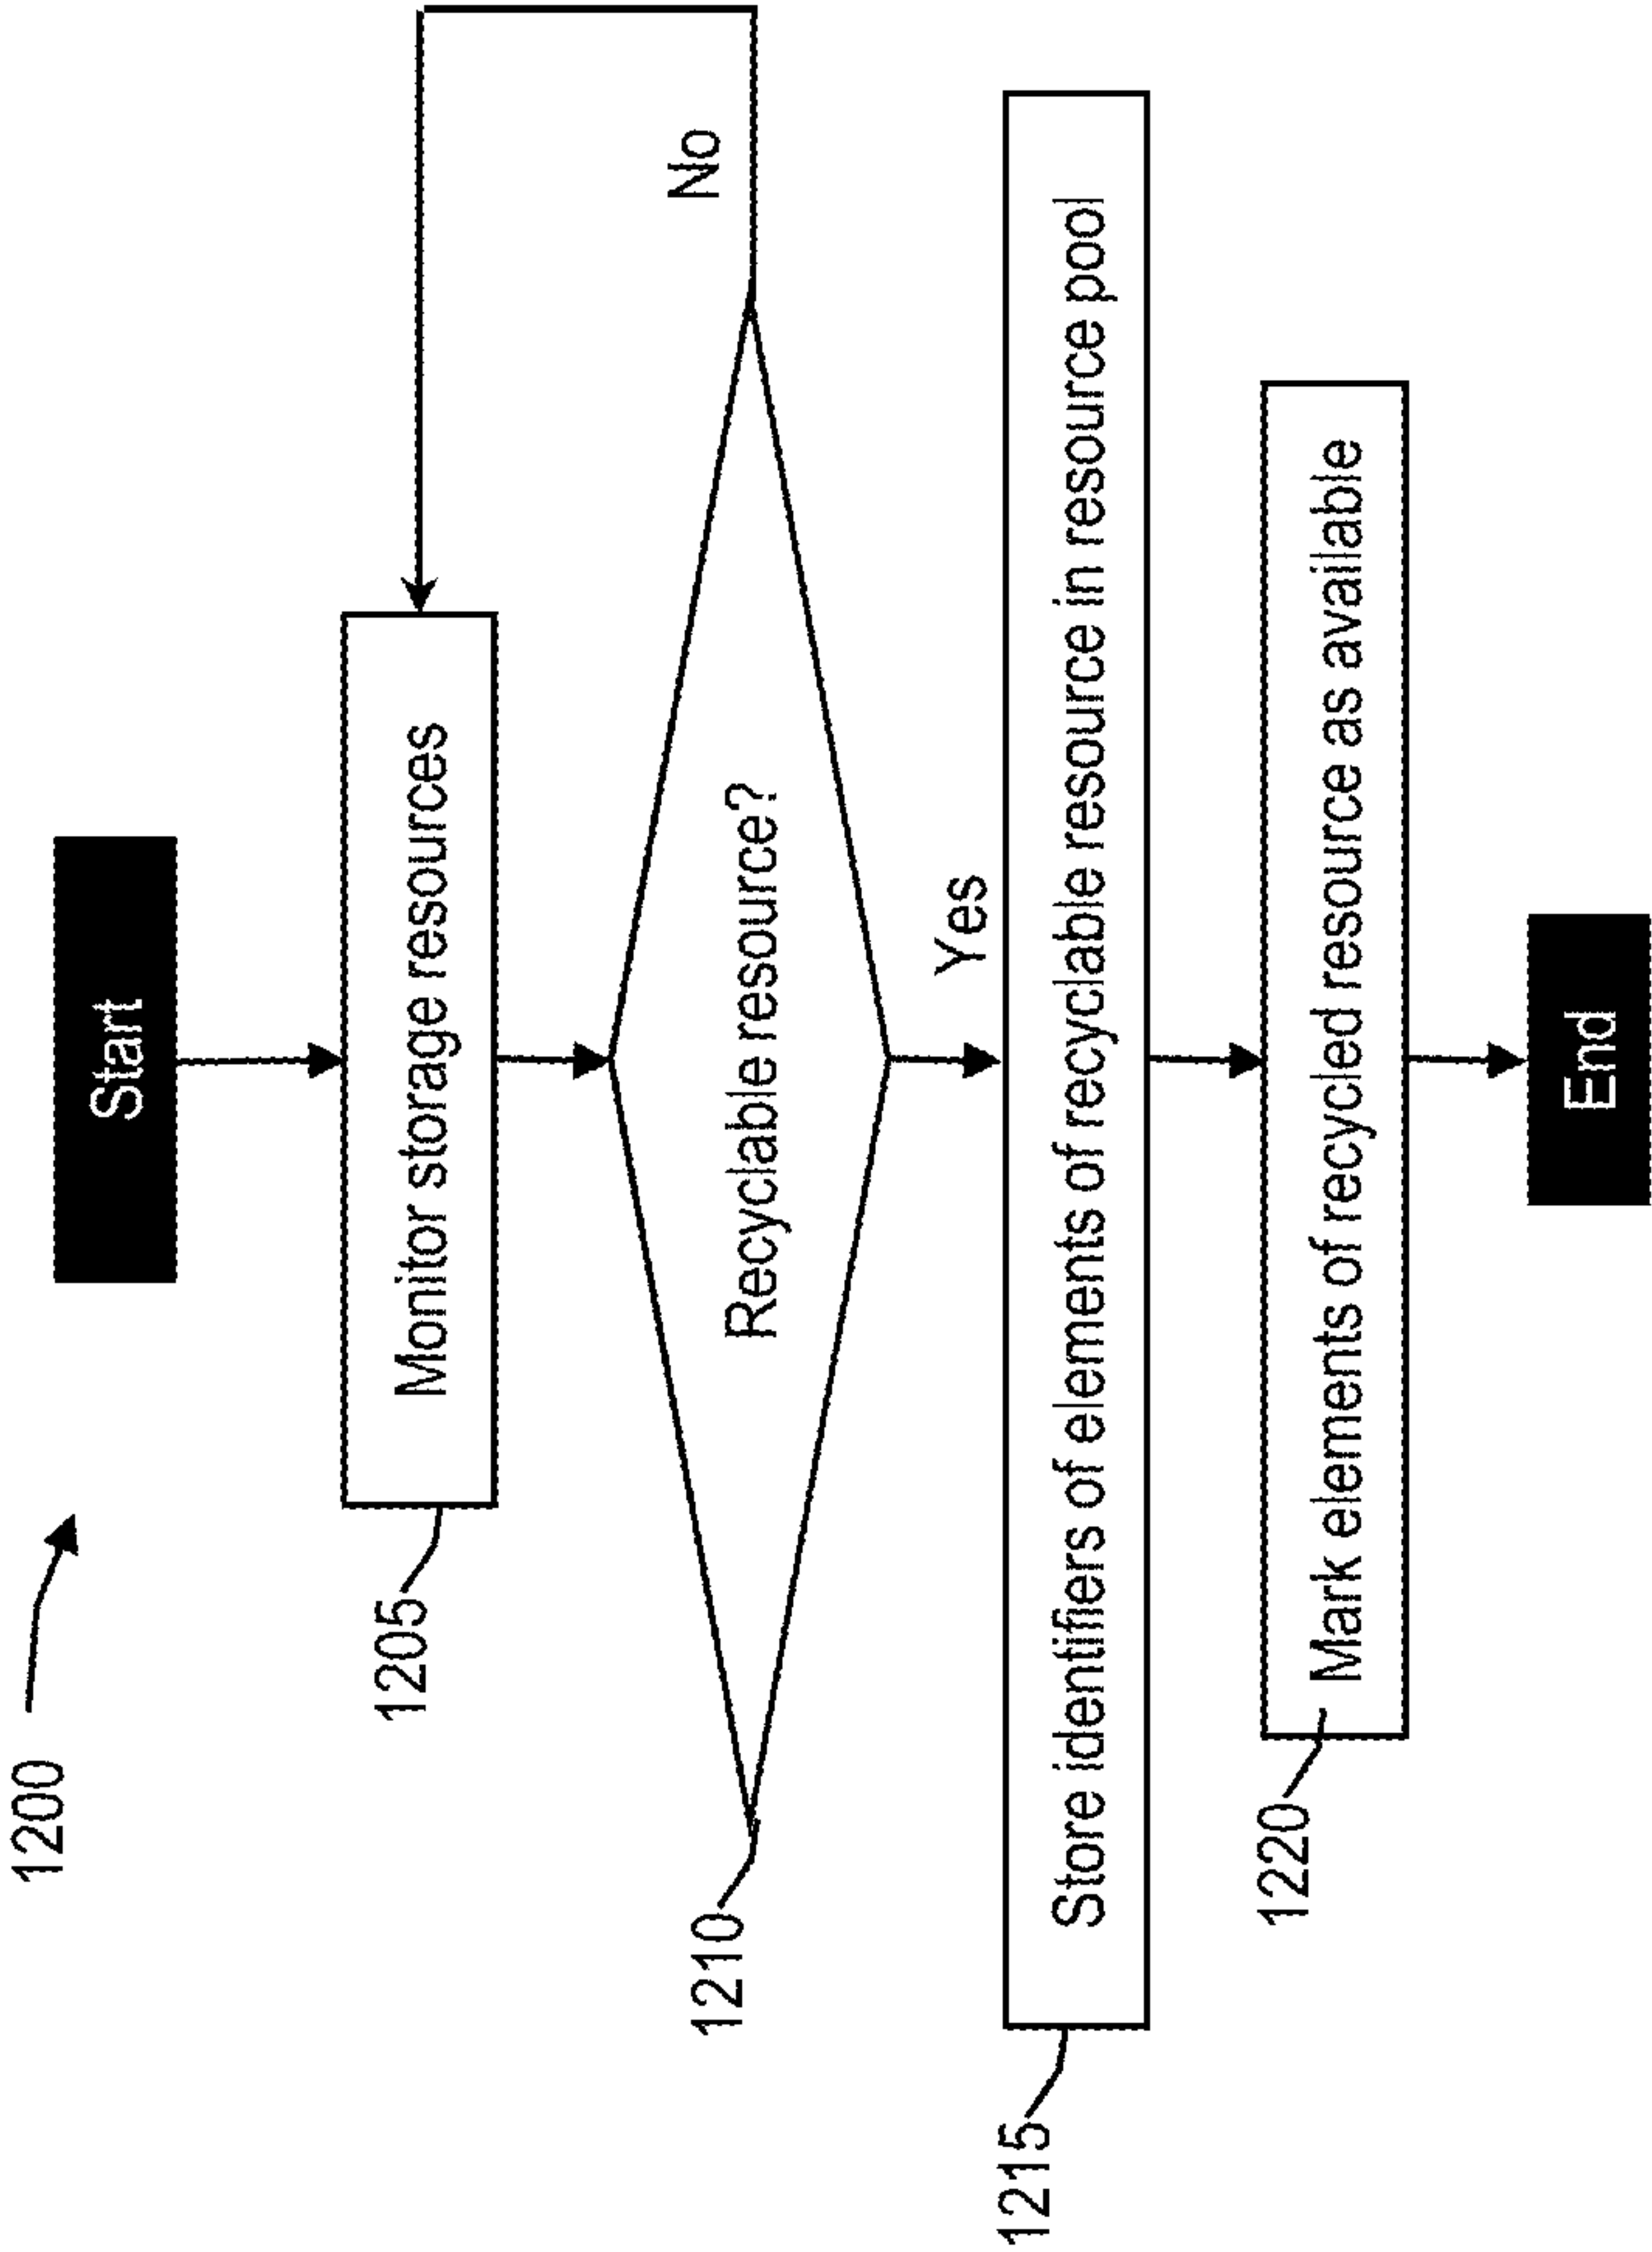 1200
Start
1205
Monitor storage resources
1210
Recyclable resource?
No
Yes
1215
Store identifiers of elements of recyclable resource in resource pool
1220
Mark elements of recycled resource as available
End